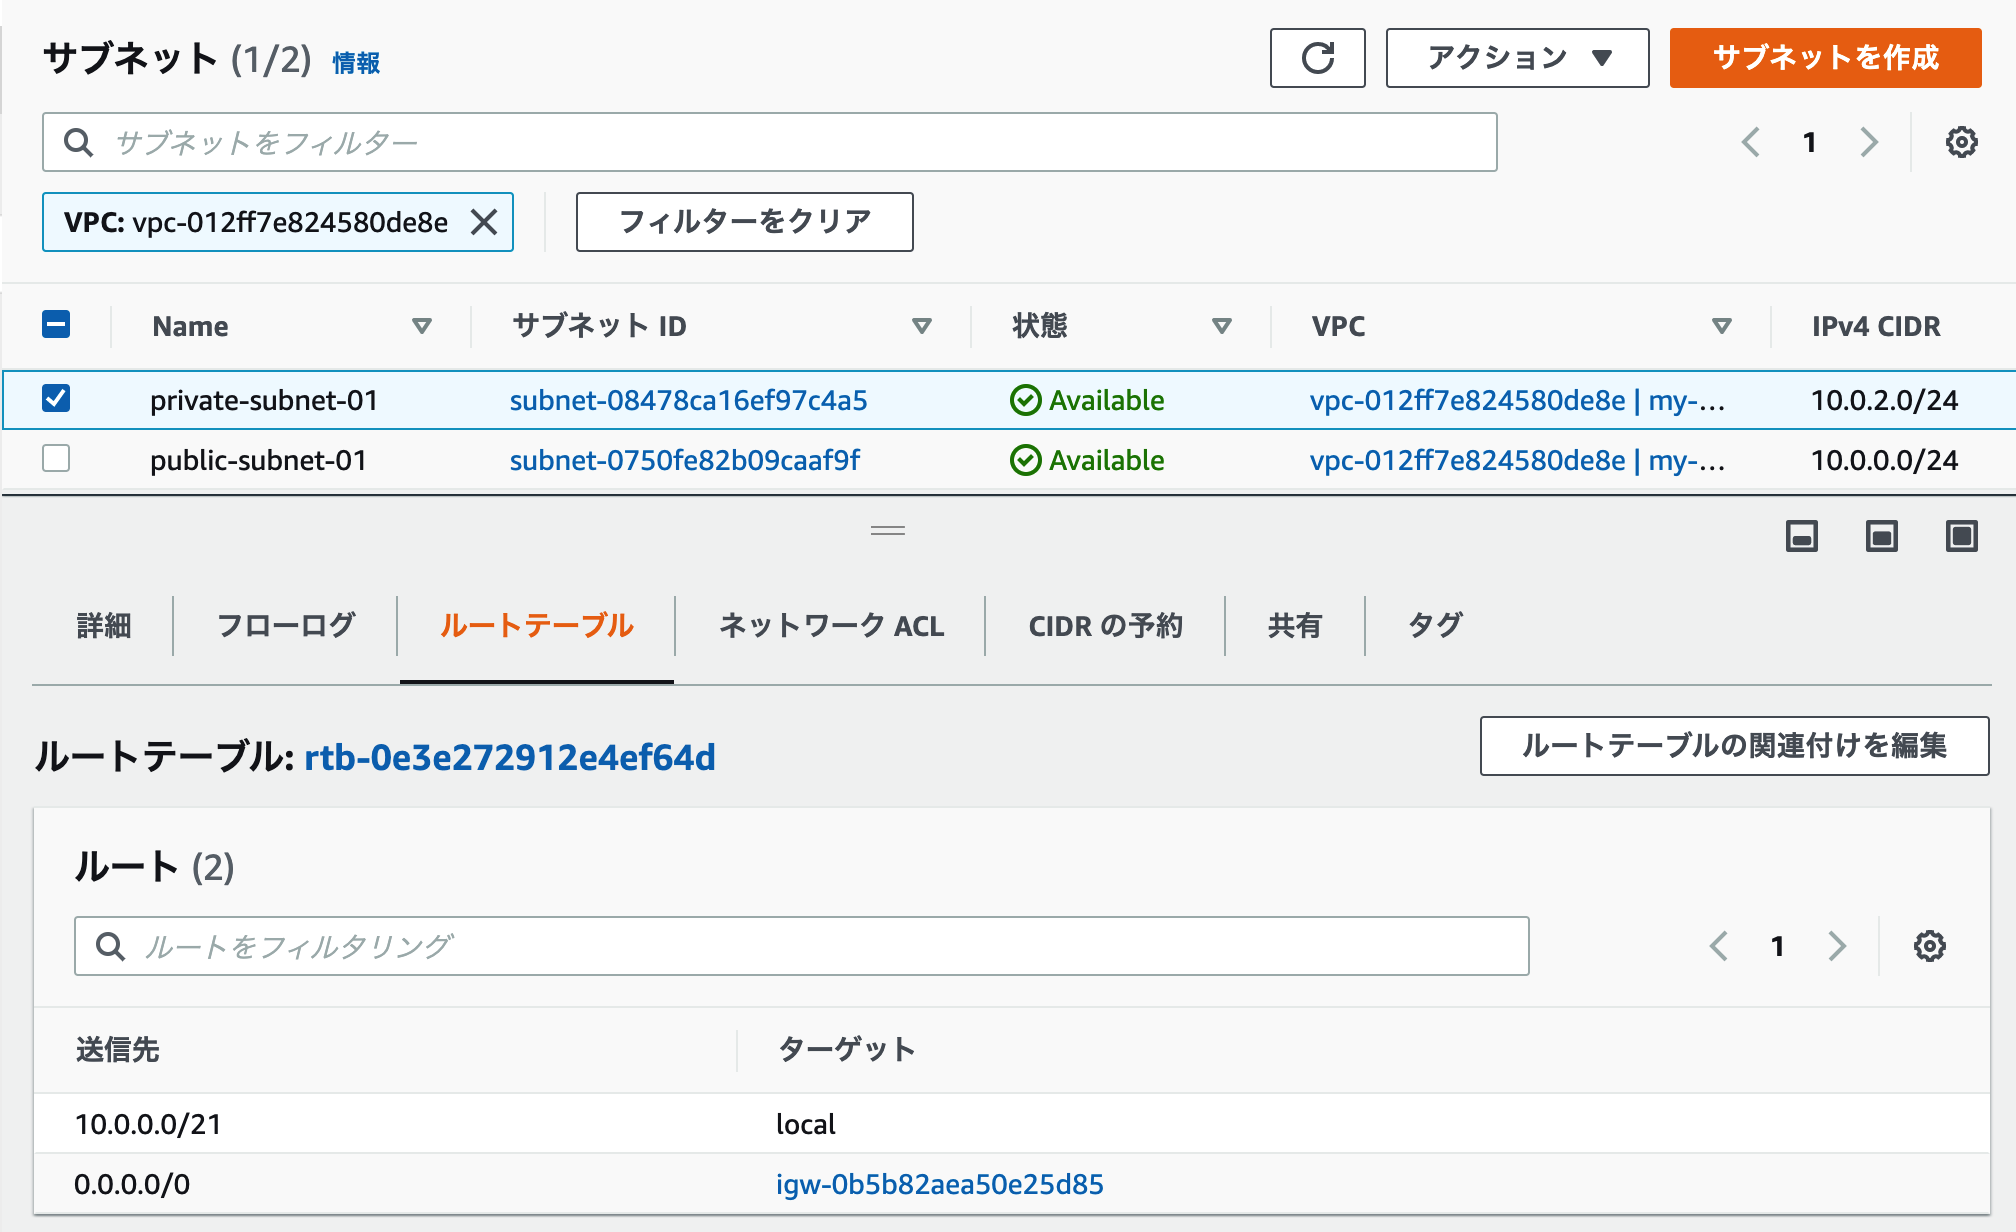 サブネット (1/2) 情報
アクション ▼
サブネットを作成
サブネットをフィルター
1
VPC: vpc-012ff7e824580de8e
フィルターをクリア
Name サブネット ID 状態 VPC IPv4 CIDR
private-subnet-01 subnet-08478ca16ef97c4a5 Available vpc-012ff7e824580de8e | my-... 10.0.2.0/24
public-subnet-01 subnet-0750fe82b09caaf9f Available vpc-012ff7e824580de8e | my-... 10.0.0.0/24
詳細 フローログ ルートテーブル ネットワーク ACL CIDR の予約 共有 タグ
ルートテーブル: rtb-0e3e272912e4ef64d
ルートテーブルの関連付けを編集
ルート (2)
ルートをフィルタリング
1
送信先 ターゲット
10.0.0.0/21 local
0.0.0.0/0 igw-0b5b82aea50e25d85